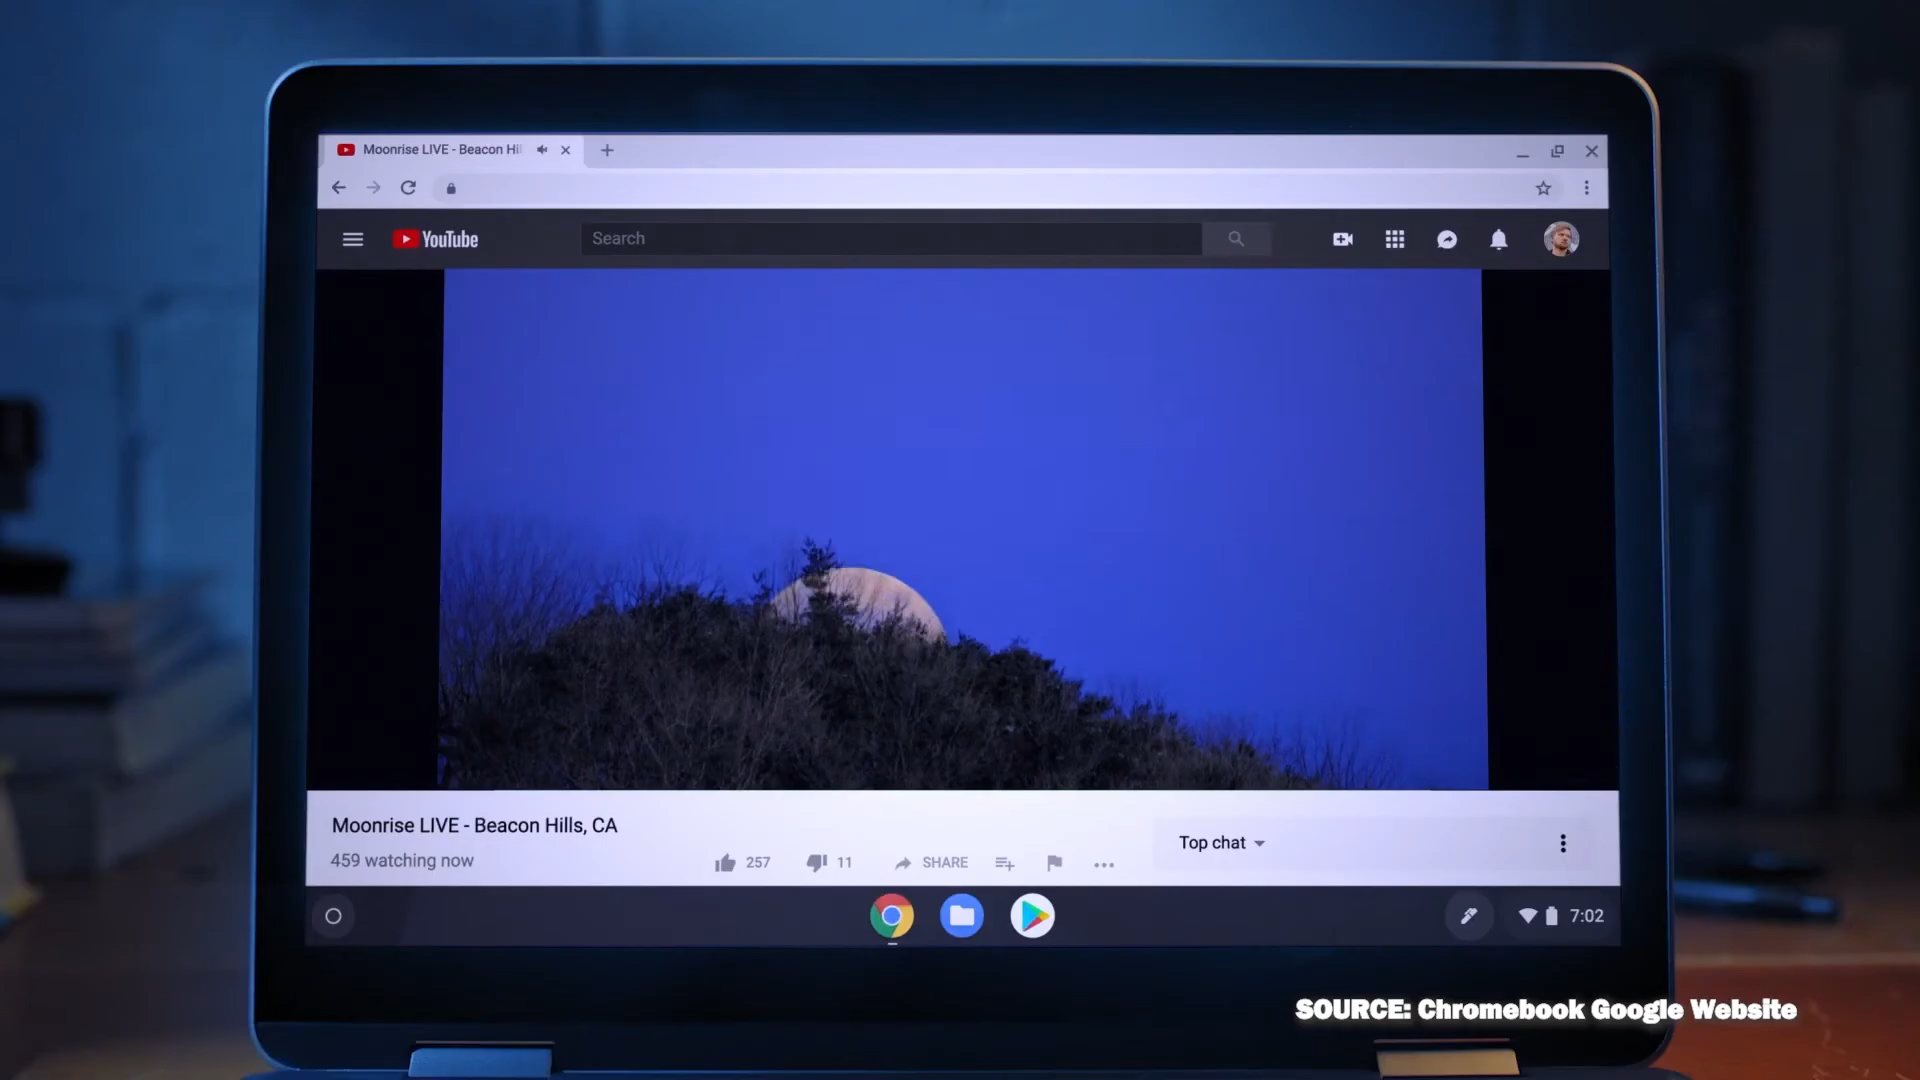 Moonrise LIVE - Beacon Hi
YouTube
Search
Moonrise LIVE - Beacon Hills, CA
459 watching now
257
11
SHARE
Top chat
7:02
SOURCE: Chromebook Google Website